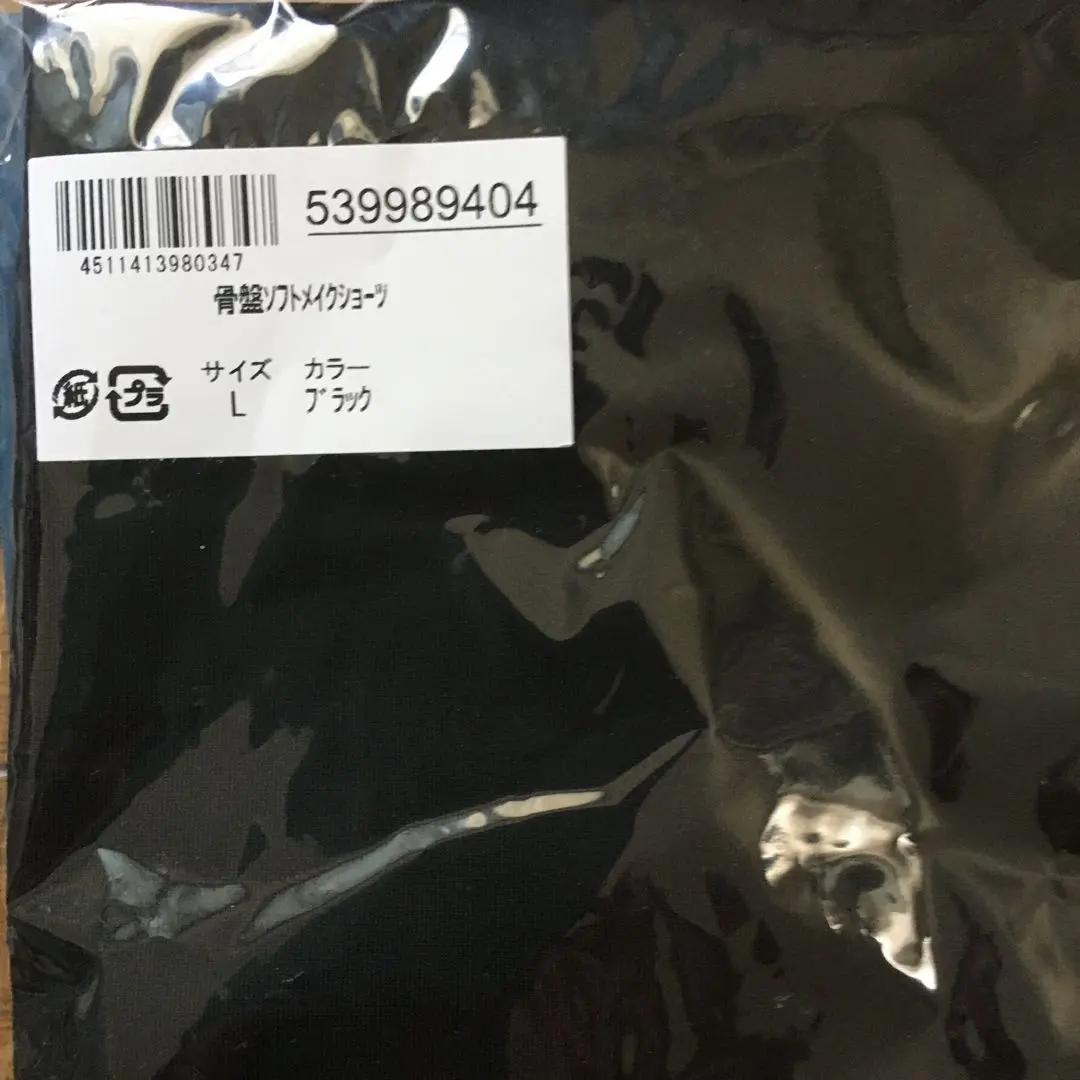 539989404
4511413980347
骨盤ソフトメイクショーツ
紙 プラ サイズ カラー
L ブラック